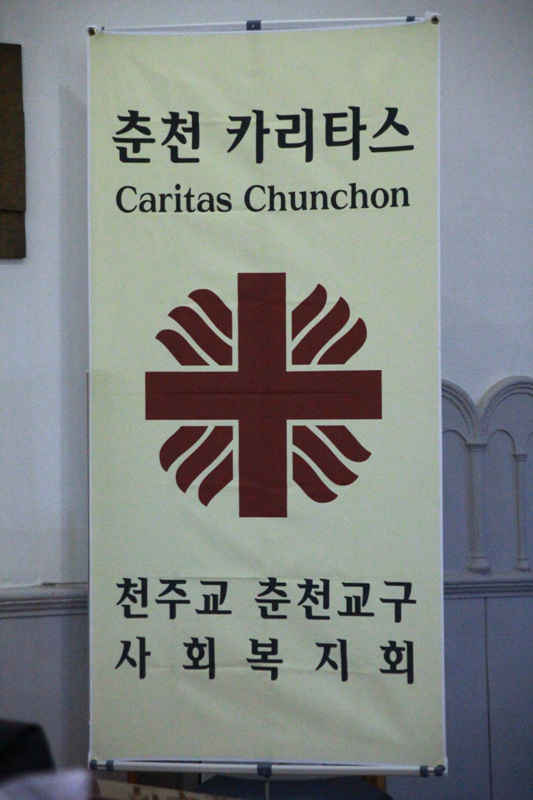 춘천 카리타스
Caritas Chunchon
천주교 춘천교구
사 회 복 지 회